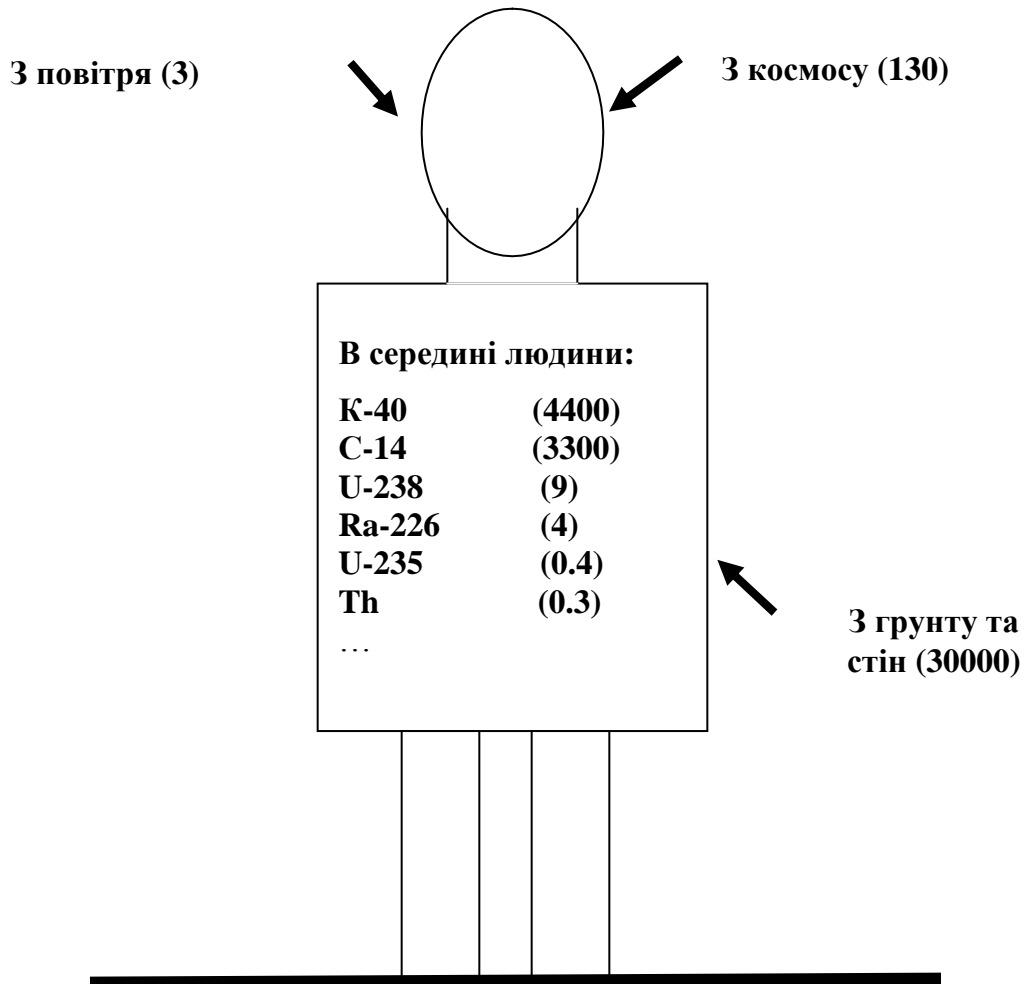 З повітря (3)
З космосу (130)
В середині людини:
К-40 (4400)
С-14 (3300)
U-238 (9)
Ra-226 (4)
U-235 (0.4)
Th (0.3)
…
З грунту та
стін (30000)